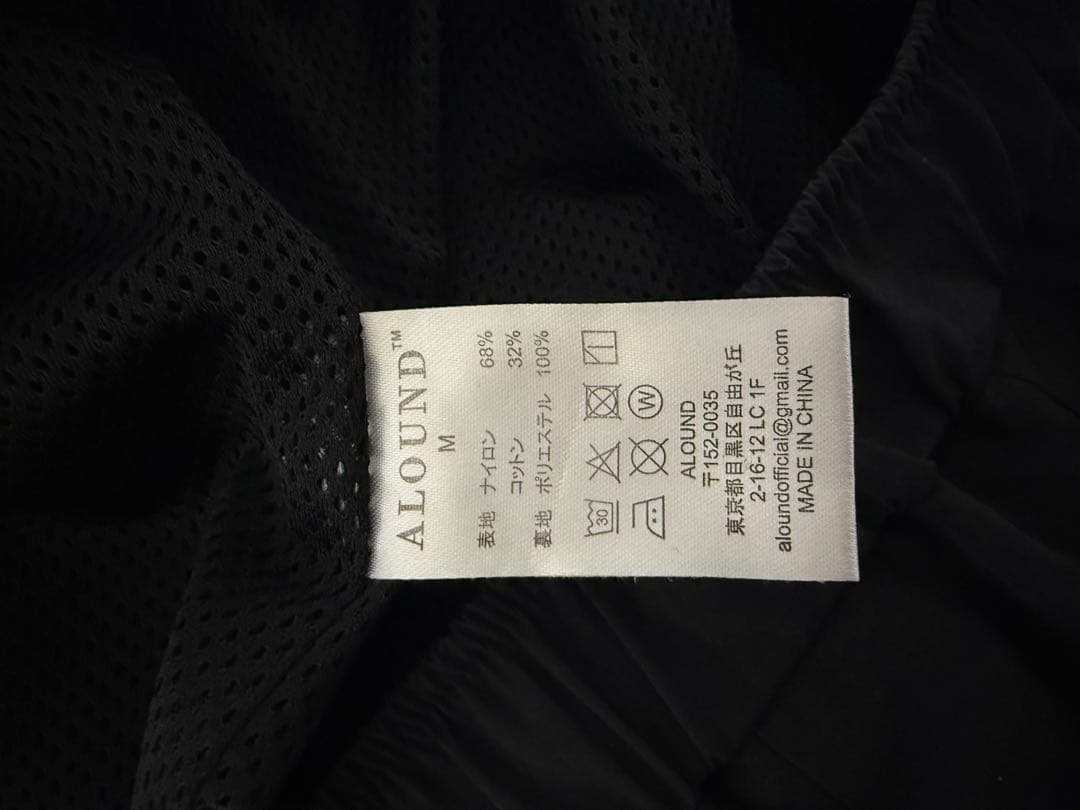 ALOUND™
M
表地 ナイロン 68%
コットン 32%
裏地 ポリエステル 100%
30
W
ALOUND
〒152-0035
東京都目黒区自由が丘
2-16-12 LC 1F
aloundofficial@gmail.com
MADE IN CHINA